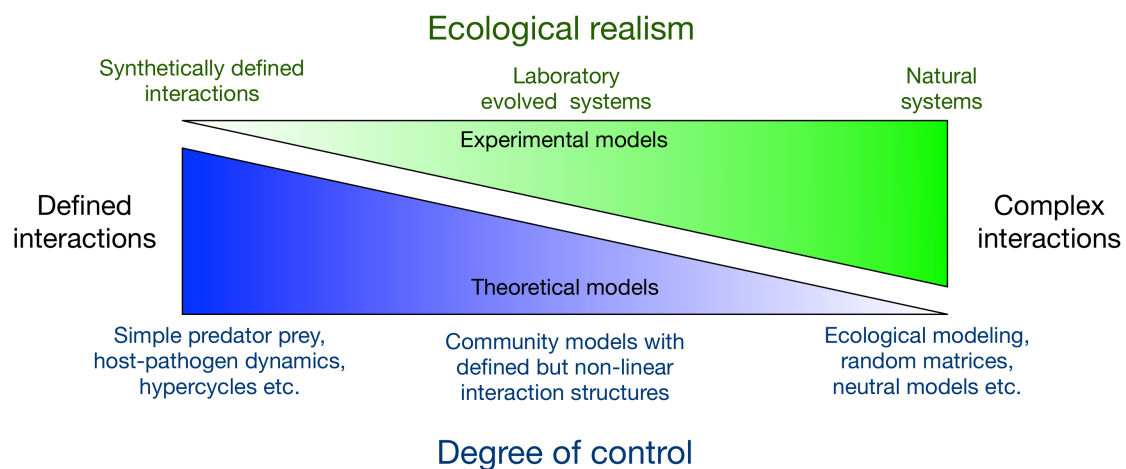 Ecological realism
Synthetically defined
interactions
Laboratory
evolved systems
Natural
systems
Experimental models
Defined
interactions
Complex
interactions
Theoretical models
Simple predator prey,
host-pathogen dynamics,
hypercycles etc.
Community models with
defined but non-linear
interaction structures
Ecological modeling,
random matrices,
neutral models etc.
Degree of control